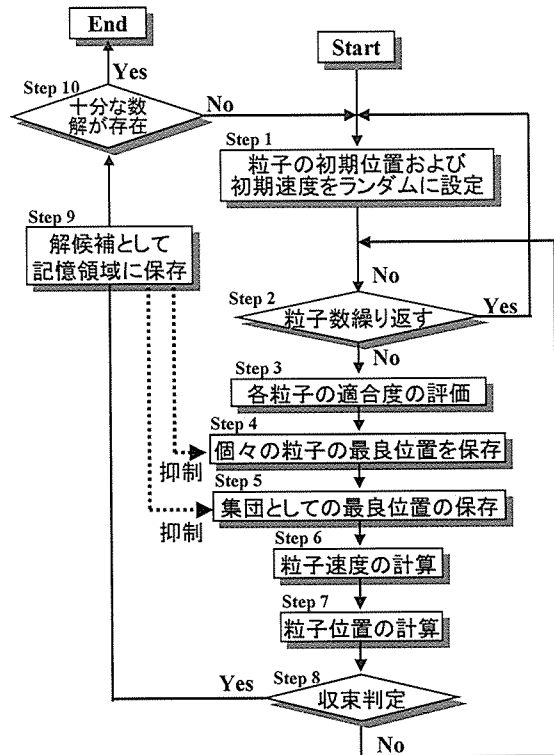 End
Start
Yes
Step 10
十分な数
解が存在
No
Step 1
粒子の初期位置および
初期速度をランダムに設定
Step 9
解候補として
記憶領域に保存
No
Step 2
粒子数繰り返す
Yes
No
Step 3
各粒子の適合度の評価
Step 4
個々の粒子の最良位置を保存
抑制
Step 5
集団としての最良位置の保存
抑制
Step 6
粒子速度の計算
Step 7
粒子位置の計算
Step 8
Yes
収束判定
No